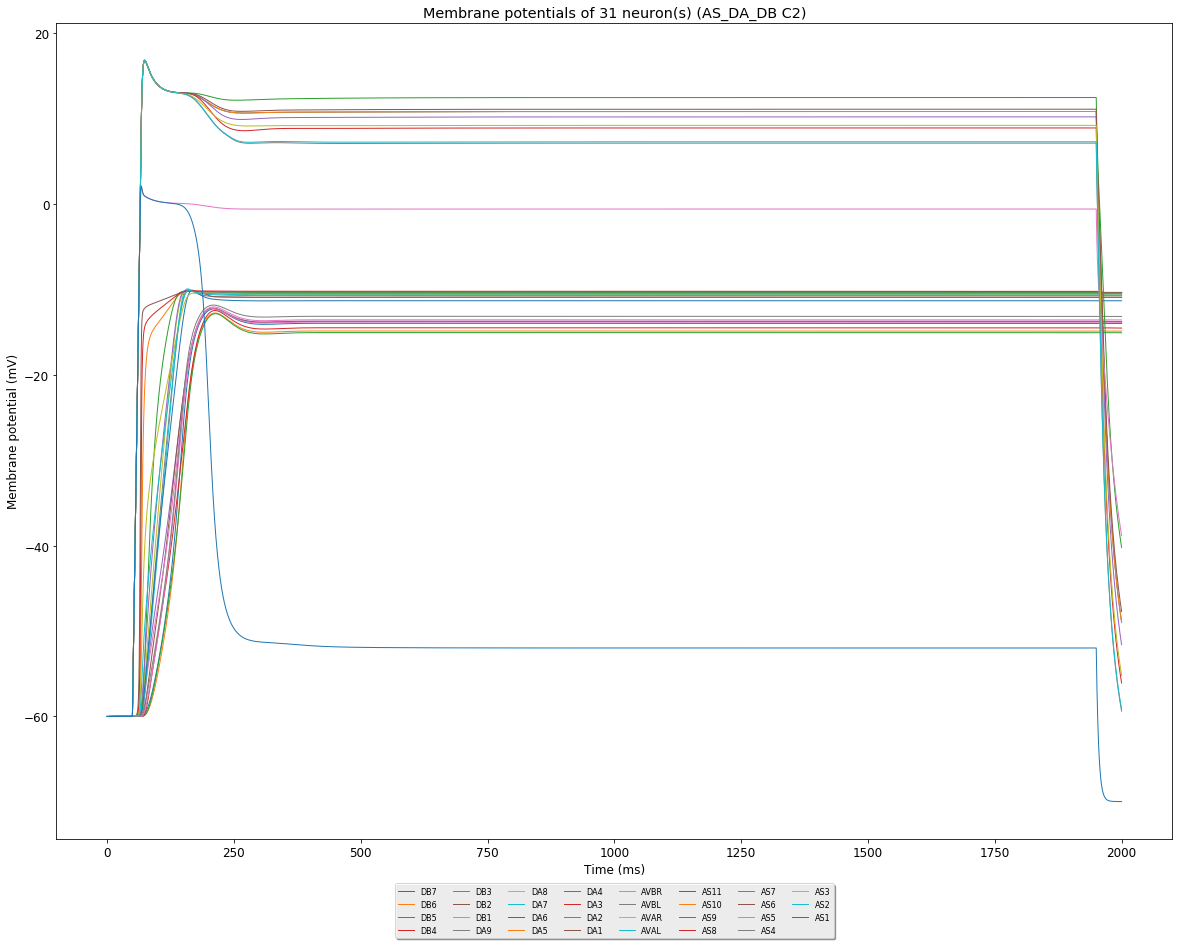 Membrane potentials of 31 neuron(s) (AS_DA_DB C2)
20
0
−20
−40
−60
Membrane potential (mV)
0 250 500 750 1000 1250 1500 1750 2000
Time (ms)
DB7 DB3 DA8 DA4 AVBR AS11 AS7 AS3
DB6 DB2 DA7 DA3 AVBL AS10 AS6 AS2
DB5 DB1 DA6 DA2 AVAR AS9 AS5 AS1
DB4 DA9 DA5 DA1 AVAL AS8 AS4